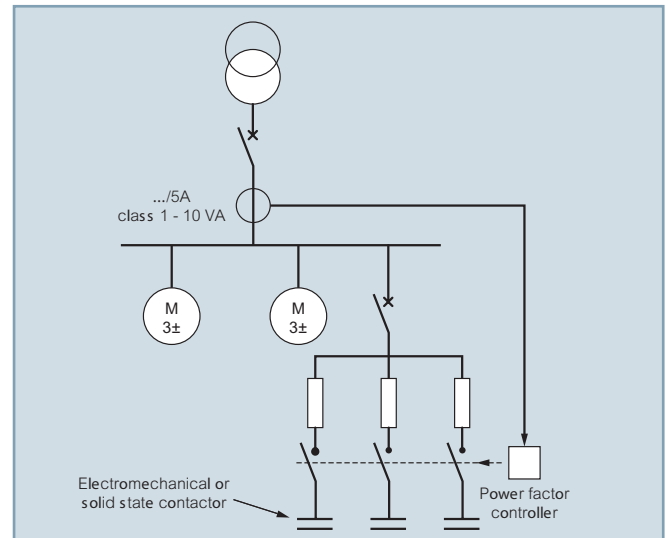 .../5A
class 1 - 10 VA
M
3±
M
3±
Electromechanical or
solid state contactor
Power factor
controller